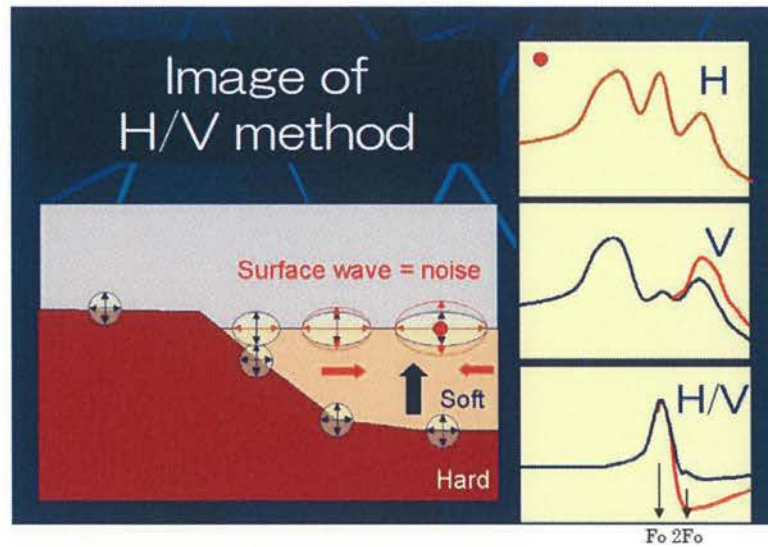 Image of
H/V method
Surface wave = noise
Soft
Hard
H
V
H/V
Fo 2Fo